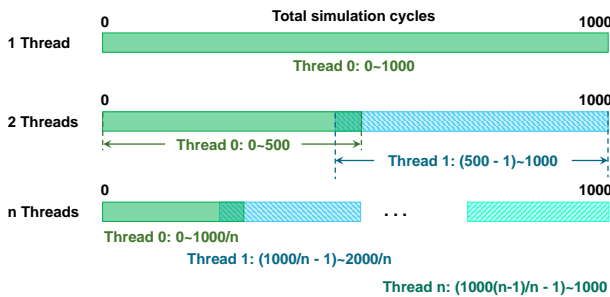 Total simulation cycles
0 1000
1 Thread
Thread 0: 0~1000
0 1000
2 Threads
Thread 0: 0~500
Thread 1: (500 - 1)~1000
0 1000
n Threads
...
Thread 0: 0~1000/n
Thread 1: (1000/n - 1)~2000/n
Thread n: (1000(n-1)/n - 1)~1000